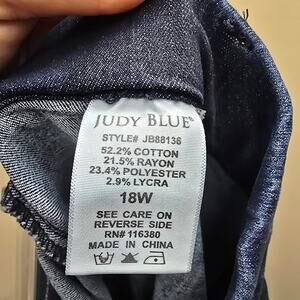 JUDY BLUE®
STYLE# JB88136
52.2% COTTON
21.5% RAYON
23.4% POLYESTER
2.9% LYCRA
18W
SEE CARE ON
REVERSE SIDE
RN# 116380
MADE IN CHINA